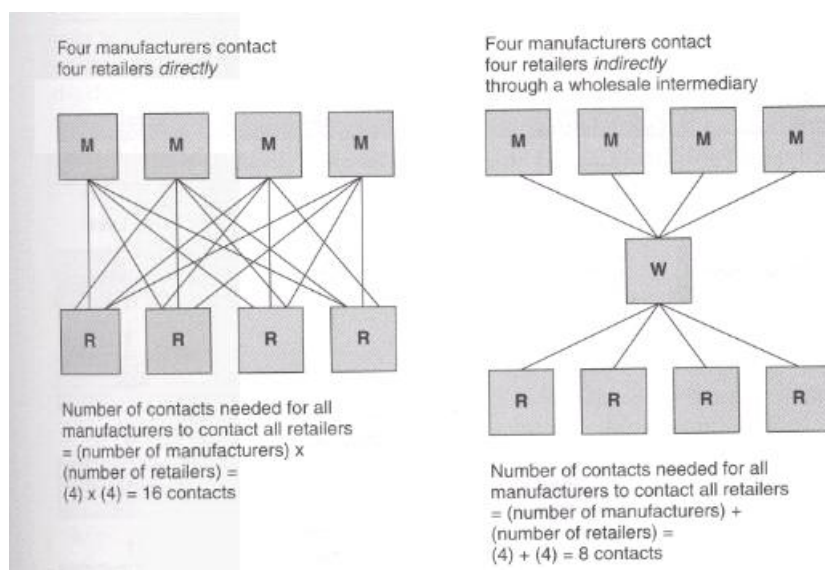 Four manufacturers contact
four retailers directly
M M M M
R R R R
Number of contacts needed for all
manufacturers to contact all retailers
= (number of manufacturers) x
(number of retailers) =
(4) x (4) = 16 contacts
Four manufacturers contact
four retailers indirectly
through a wholesale intermediary
M M M M
W
R R R R
Number of contacts needed for all
manufacturers to contact all retailers
= (number of manufacturers) +
(number of retailers) =
(4) + (4) = 8 contacts